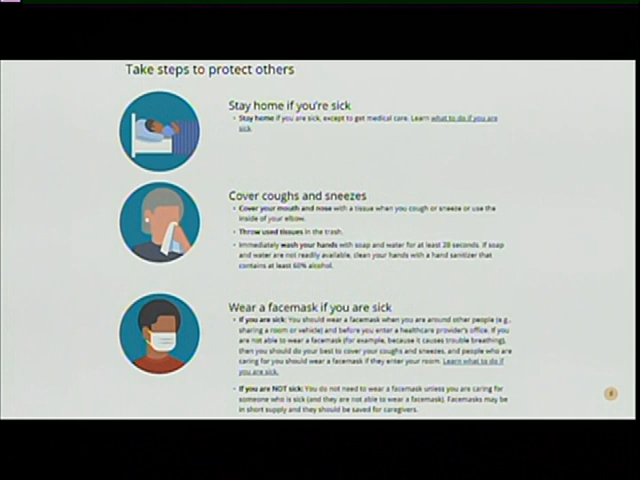 Take steps to protect others
Stay home if you're sick
• Stay home if you are sick, except to get medical care. Learn what to do if you are
sick.
Cover coughs and sneezes
• Cover your mouth and nose with a tissue when you cough or sneeze or use the
inside of your elbow.
• Throw used tissues in the trash.
• Immediately wash your hands with soap and water for at least 20 seconds. If soap
and water are not readily available, clean your hands with a hand sanitizer that
contains at least 60% alcohol.
Wear a facemask if you are sick
• If you are sick: You should wear a facemask when you are around other people (e.g.,
sharing a room or vehicle) and before you enter a healthcare provider's office. If you
are not able to wear a facemask (for example, because it causes trouble breathing),
then you should do your best to cover your coughs and sneezes, and people who are
caring for you should wear a facemask if they enter your room. Learn what to do if
you are sick.
• If you are NOT sick: You do not need to wear a facemask unless you are caring for
someone who is sick (and they are not able to wear a facemask). Facemasks may be
in short supply and they should be saved for caregivers.